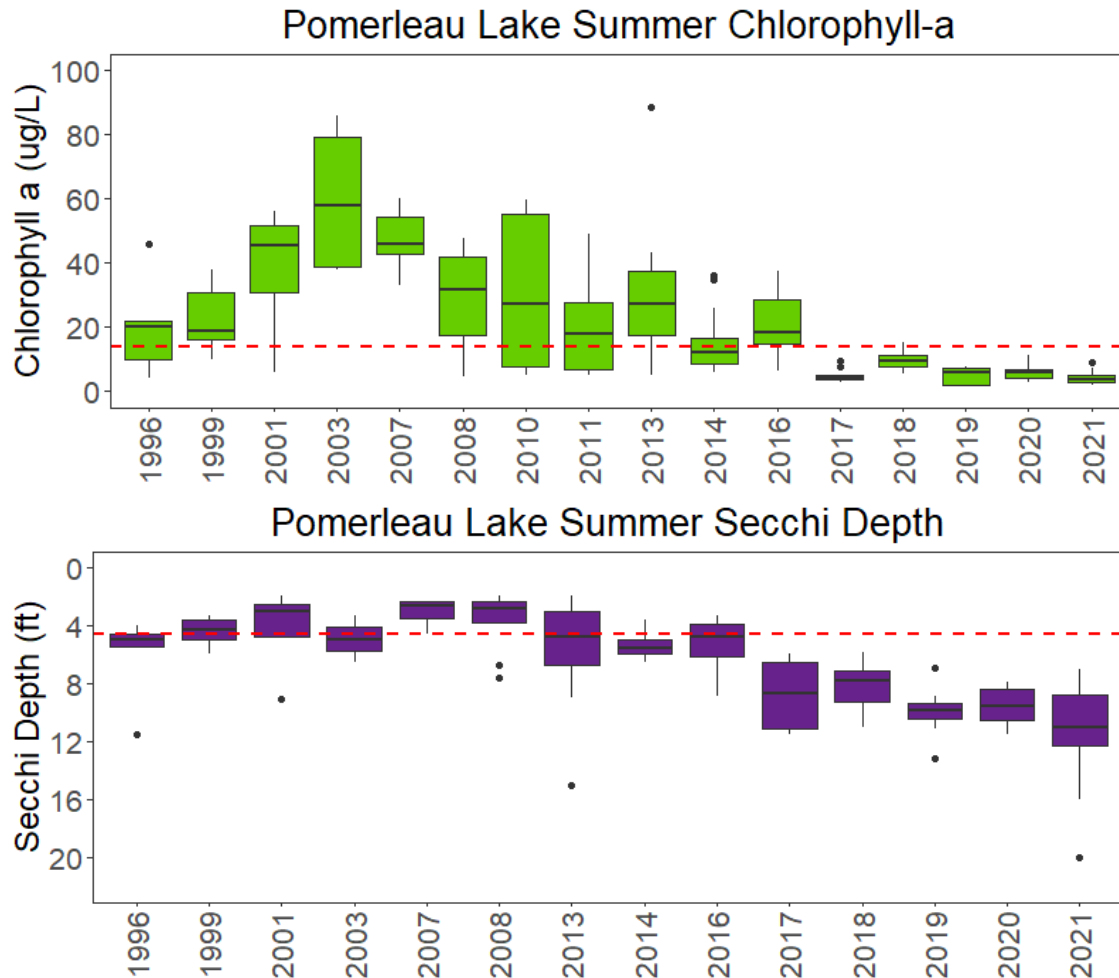 Pomerleau Lake Summer Chlorophyll-a
Chlorophyll a (ug/L)
100
80
60
40
20
0
1996 1999 2001 2003 2007 2008 2010 2011 2013 2014 2016 2017 2018 2019 2020 2021
Pomerleau Lake Summer Secchi Depth
Secchi Depth (ft)
0
4
8
12
16
20
1996 1999 2001 2003 2007 2008 2013 2014 2016 2017 2018 2019 2020 2021